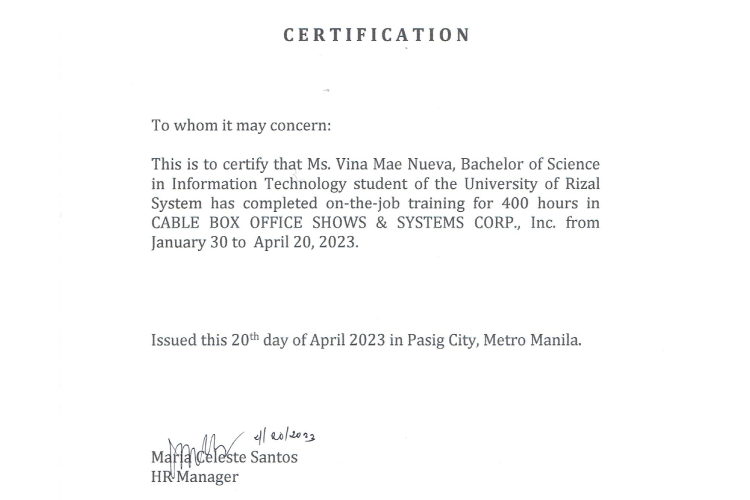 CERTIFICATION
To whom it may concern:
This is to certify that Ms. Vina Mae Nueva, Bachelor of Science
in Information Technology student of the University of Rizal
System has completed on-the-job training for 400 hours in
CABLE BOX OFFICE SHOWS & SYSTEMS CORP., Inc. from
January 30 to April 20, 2023.
Issued this 20th day of April 2023 in Pasig City, Metro Manila.
4/20/2023
Maria Celeste Santos
HR Manager